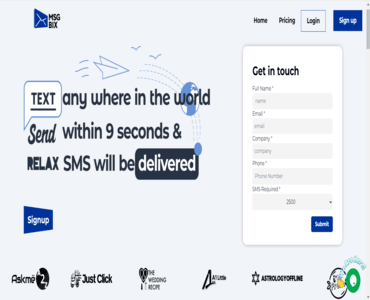 MSG
BIX
Home
Pricing
Login
Sign up
TEXT any where in the world
Send within 9 seconds &
RELAX SMS will be delivered
Signup
Get in touch
Full Name *
name
Email *
email
Company *
company
Phone *
Phone Number
SMS Required *
2500
Submit
Askme
Just Click
THE
WEDDING
RECIPE
ASTROLOGYOFFLINE